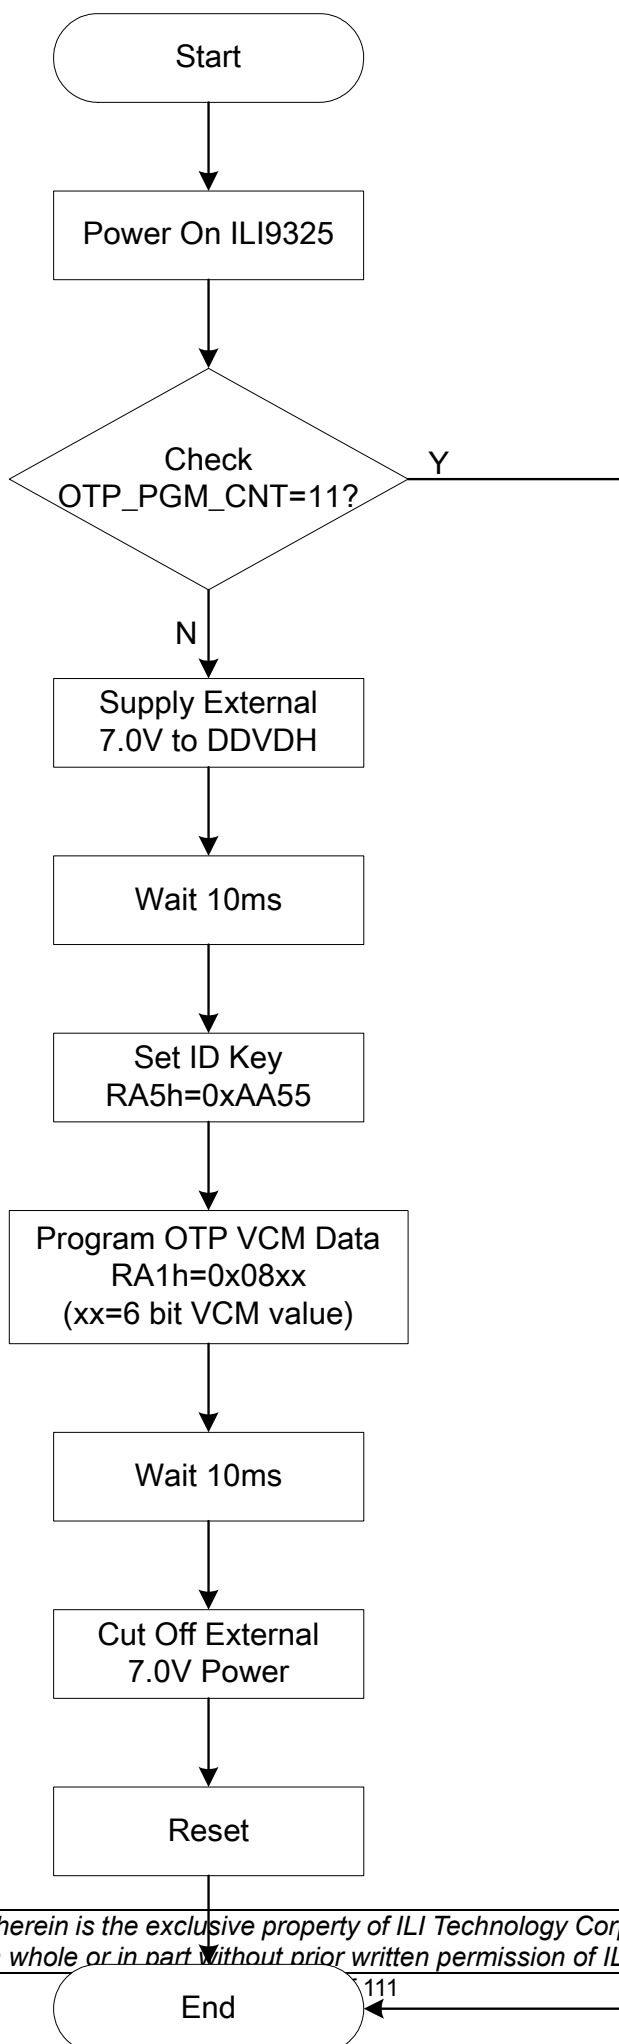 Start
Power On ILI9325
Check
OTP_PGM_CNT=11?
Y
N
Supply External
7.0V to DDVDH
Wait 10ms
Set ID Key
RA5h=0xAA55
Program OTP VCM Data
RA1h=0x08xx
(xx=6 bit VCM value)
Wait 10ms
Cut Off External
7.0V Power
Reset
herein is the exclusive property of ILI Technology Corp
whole or in part without prior written permission of IL
111
End